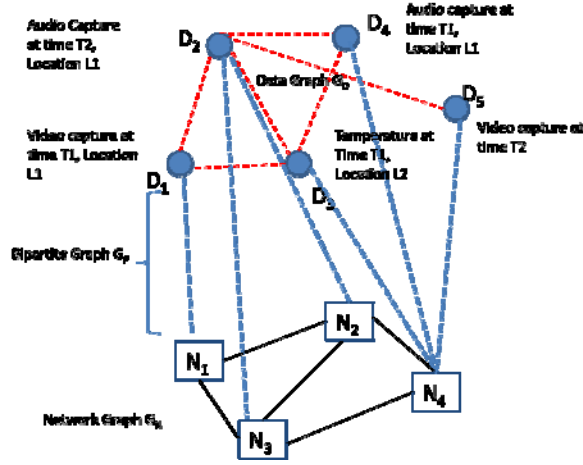 Audio Capture
at time T2,
Location L1
D2
D4
Audio capture at
time T1,
Location L1
Data Graph GD
D5
Video capture at
time T2
Video capture at
time T1, Location
L1
D1
Temperature at
Time T1,
Location L2
D3
Bipartite Graph GP
N1
N2
N3
N4
Network Graph GN